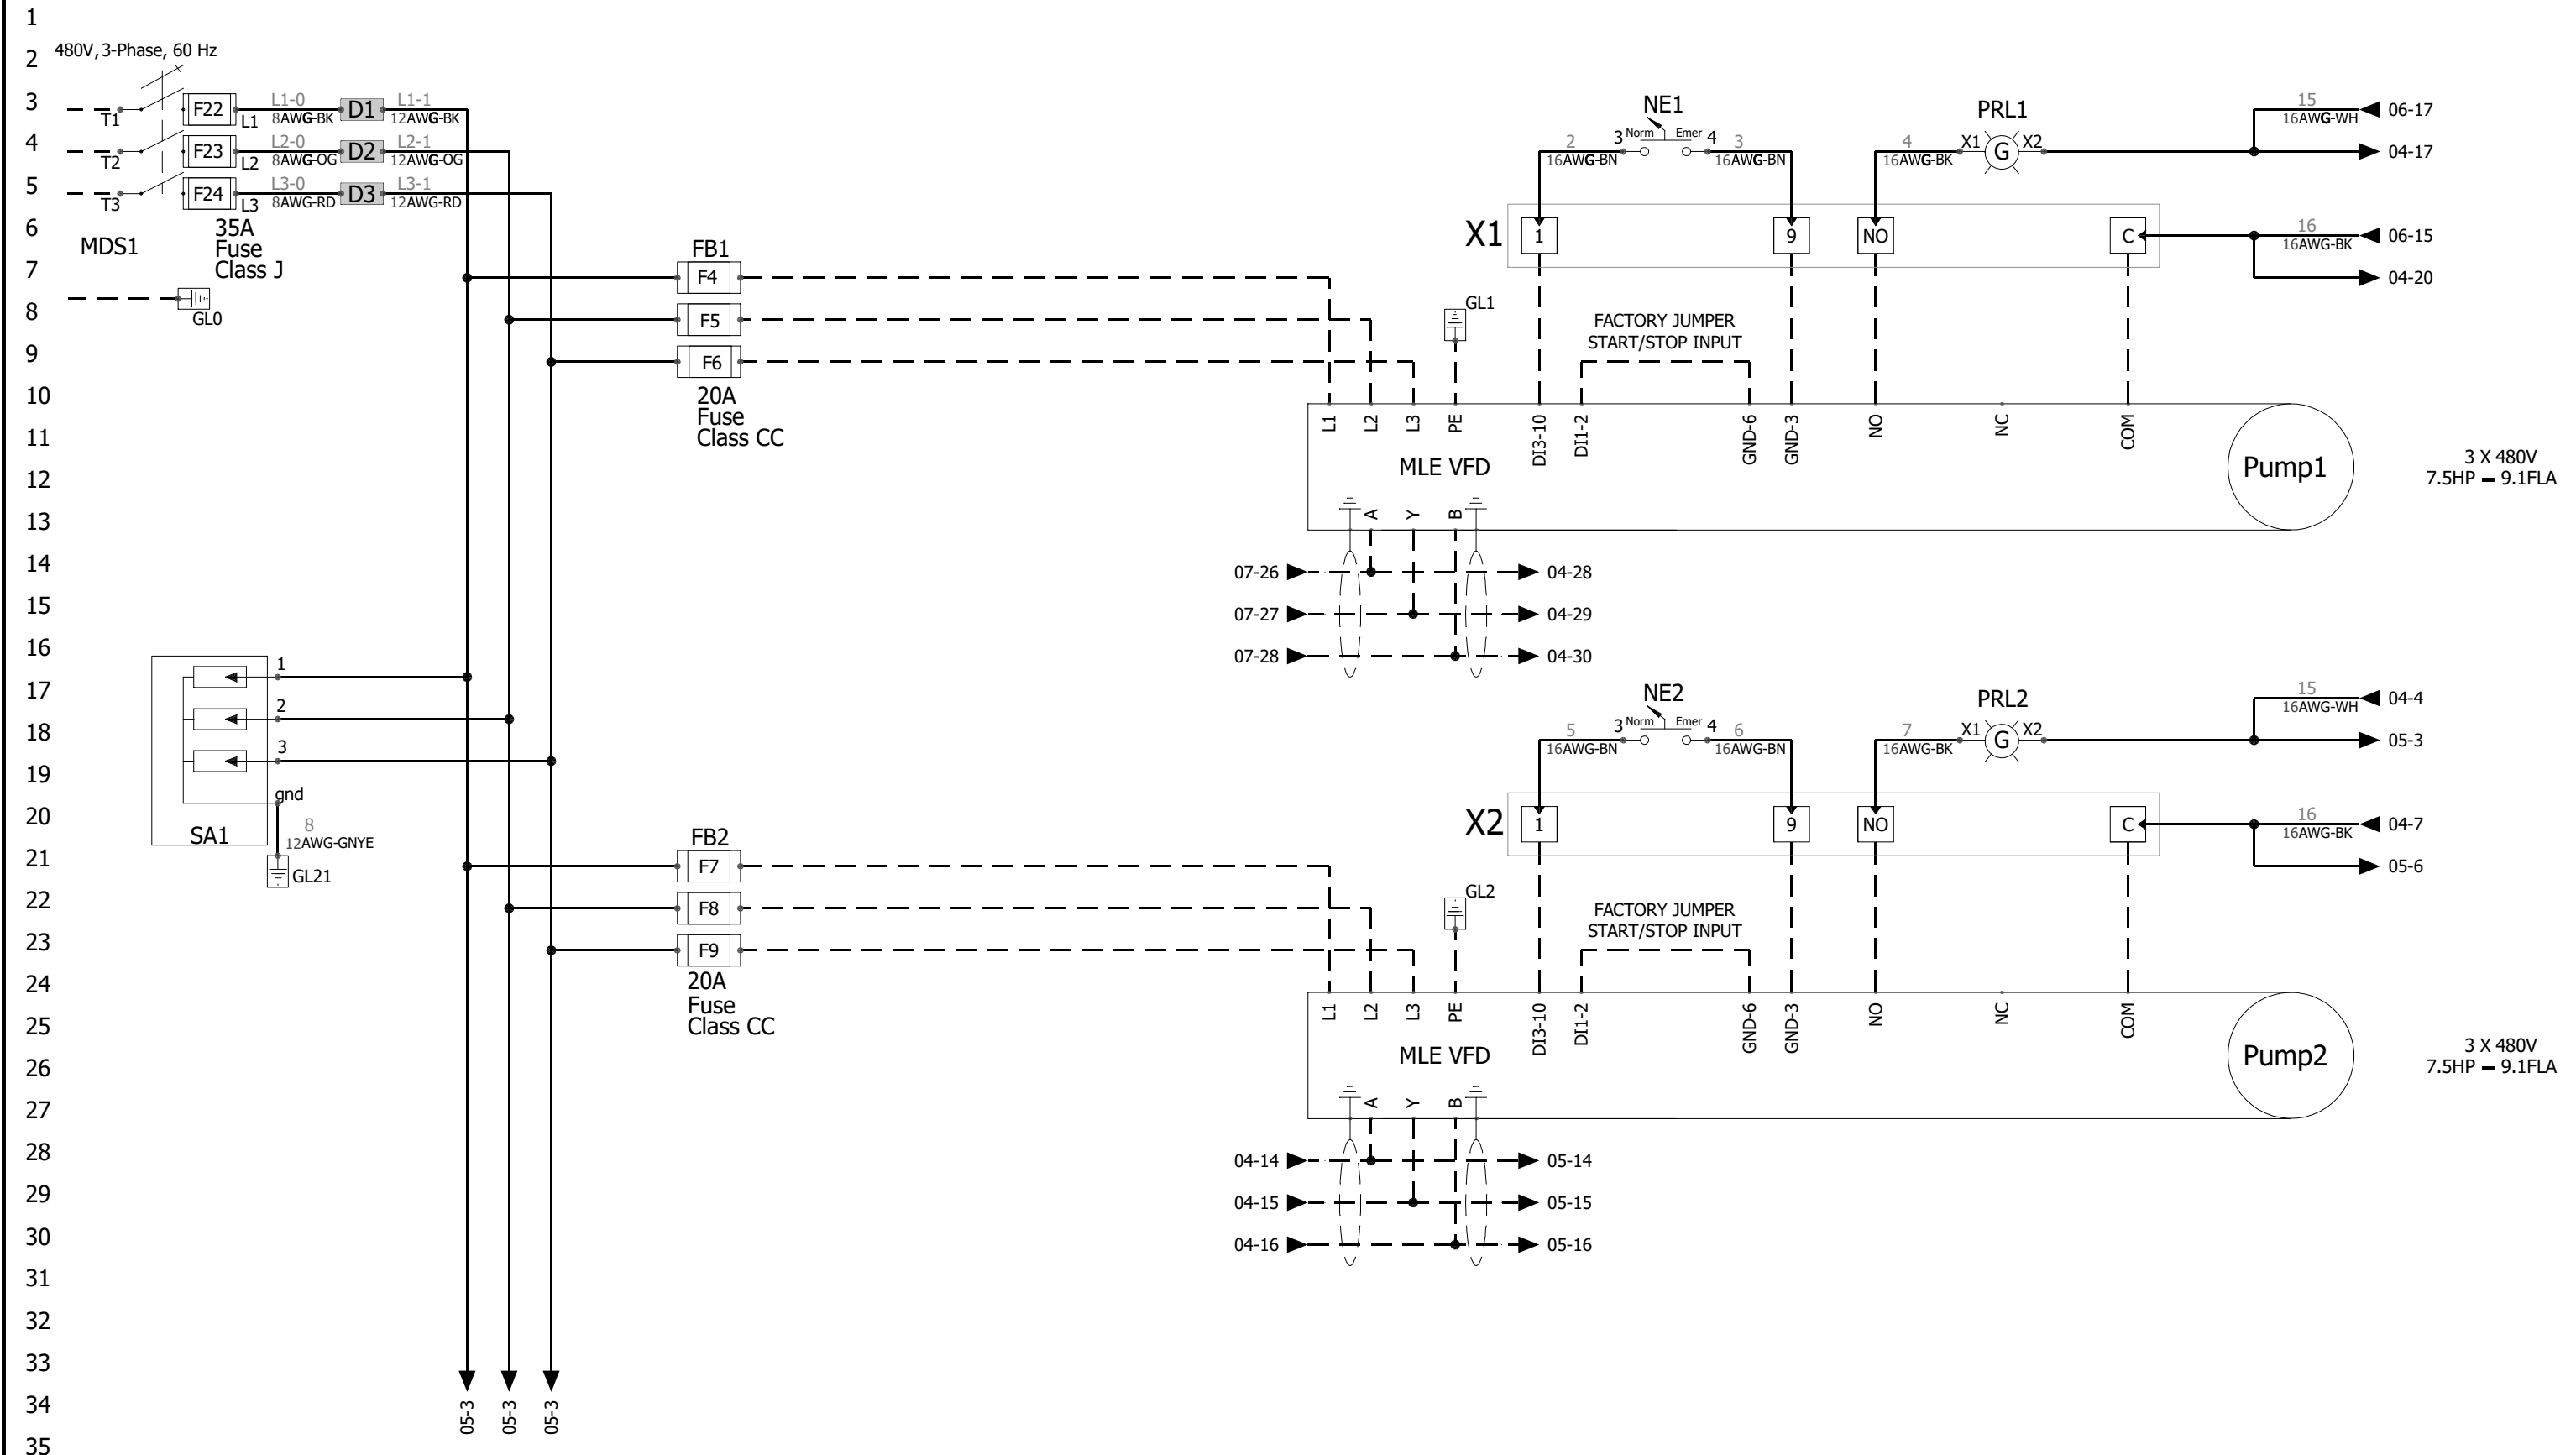 1
2
3
4
5
6
7
8
9
10
11
12
13
14
15
16
17
18
19
20
21
22
23
24
25
26
27
28
29
30
31
32
33
34
35
480V,3-Phase, 60 Hz
T1
F22
L1
L1-0
8AWG-BK
D1
L1-1
12AWG-BK
T2
F23
L2
L2-0
8AWG-OG
D2
L2-1
12AWG-OG
T3
F24
L3
L3-0
8AWG-RD
D3
L3-1
12AWG-RD
MDS1
35A
Fuse
Class J
GL0
FB1
F4
F5
F6
20A
Fuse
Class CC
NE1
2
16AWG-BN
3 Norm Emer 4
3
16AWG-BN
PRL1
4
16AWG-BK
X1 G X2
15
16AWG-WH
06-17
04-17
X1
1
9
NO
C
16
16AWG-BK
06-15
04-20
GL1
FACTORY JUMPER
START/STOP INPUT
L1
L2
L3
PE
DI3-10
DI1-2
GND-6
GND-3
NO
NC
COM
MLE VFD
Pump1
3 X 480V
7.5HP - 9.1FLA
A
Y
B
07-26
04-28
07-27
04-29
07-28
04-30
1
2
3
gnd
SA1
8
12AWG-GNYE
GL21
FB2
F7
F8
F9
20A
Fuse
Class CC
NE2
5
16AWG-BN
3 Norm Emer 4
6
16AWG-BN
PRL2
7
16AWG-BK
X1 G X2
15
16AWG-WH
04-4
05-3
X2
1
9
NO
C
16
16AWG-BK
04-7
05-6
GL2
FACTORY JUMPER
START/STOP INPUT
L1
L2
L3
PE
DI3-10
DI1-2
GND-6
GND-3
NO
NC
COM
MLE VFD
Pump2
3 X 480V
7.5HP - 9.1FLA
A
Y
B
04-14
05-14
04-15
05-15
04-16
05-16
05-3
05-3
05-3